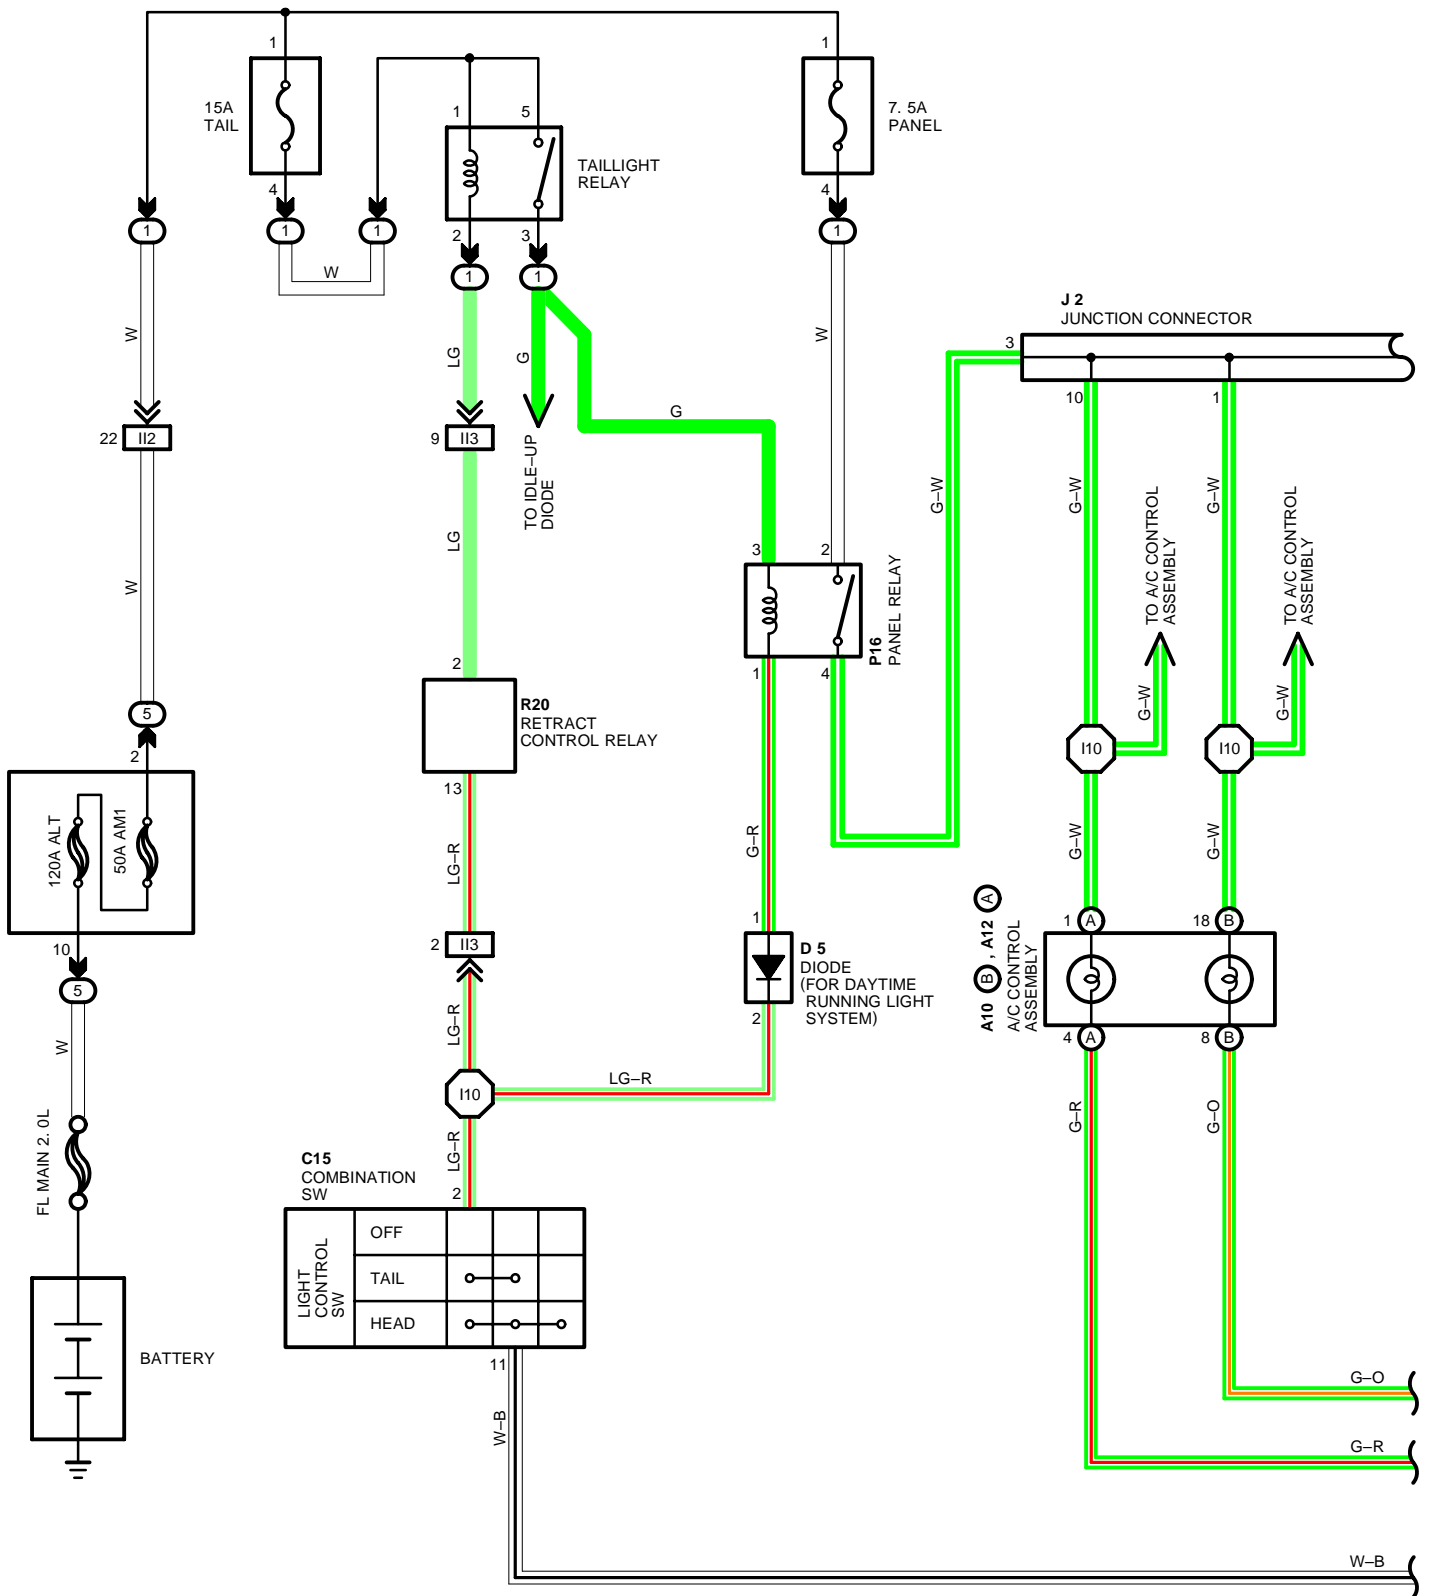 1
1
15A
TAIL
1
5
7. 5A
PANEL
TAILLIGHT
RELAY
4
4
1
1
1
2
3
1
W
1
1
J 2
JUNCTION CONNECTOR
W
LG
G
W
3
10
1
G
22
II2
9
II3
TO IDLE–UP
DIODE
G–W
G–W
G–W
TO A/C CONTROL
ASSEMBLY
TO A/C CONTROL
ASSEMBLY
LG
3
2
W
P16
PANEL RELAY
2
1
4
R20
RETRACT
CONTROL RELAY
5
G–W
G–W
2
I10
I10
13
120A ALT
50A AM1
LG–R
G–R
G–W
G–W
A10 B , A12 A
A/C CONTROL
ASSEMBLY
1
1
A
18
B
10
2
II3
D 5
DIODE
(FOR DAYTIME
RUNNING LIGHT
SYSTEM)
5
2
LG–R
4
A
8
B
W
LG–R
I10
G–R
G–O
FL MAIN 2. 0L
LG–R
C15
COMBINATION
SW
2
LIGHT
CONTROL
SW
OFF
TAIL
HEAD
BATTERY
11
G–O
W–B
G–R
W–B